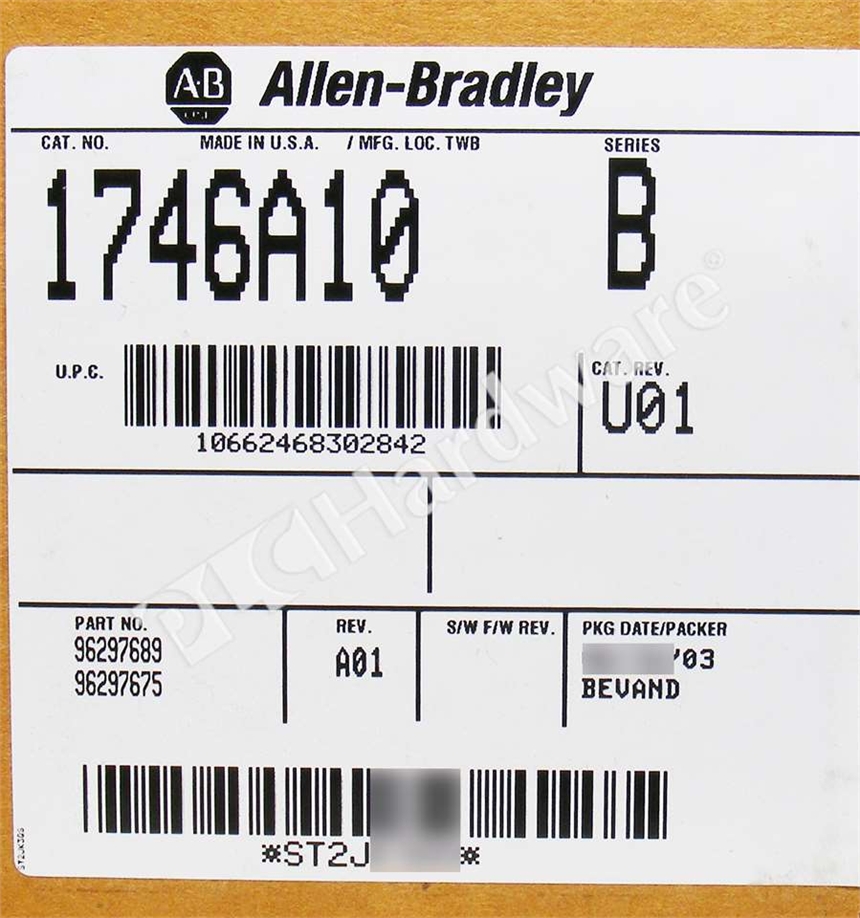 A·B Allen-Bradley
CAT. NO. MADE IN U.S.A. / MFG. LOC. TWB SERIES
1746A10 B
U.P.C.
10662468302842
CAT. REV.
U01
PLCHardware®
PART NO. REV. S/W F/W REV. PKG DATE/PACKER
96297689 A01 /03
96297675 BEVAND
*ST2J *